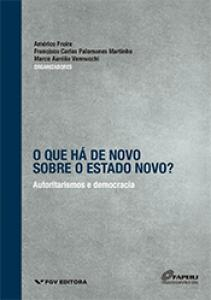 Américo Freire
Francisco Carlos Palomanes Martinho
Marco Aurélio Vannucchi
ORGANIZADORES
O QUE HÁ DE NOVO
SOBRE O ESTADO NOVO?
Autoritarismos e democracia
FGV EDITORA
FAPERJ